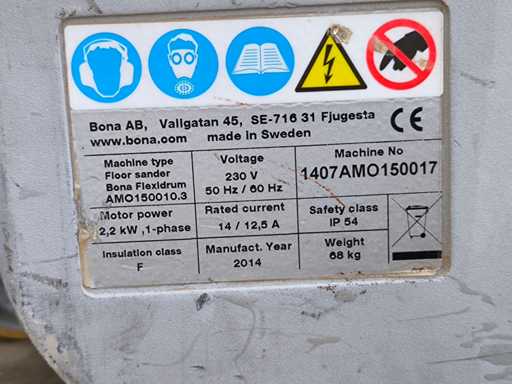 Bona AB, Vallgatan 45, SE-716 31 Fjugesta
www.bona.com made in Sweden
CE
Machine type
Floor sander
Bona Flexidrum
AMO150010.3
Voltage
230 V
50 Hz / 60 Hz
Machine No
1407AMO150017
Motor power
2,2 kW ,1-phase
Rated current
14 / 12,5 A
Safety class
IP 54
Insulation class
F
Manufact. Year
2014
Weight
68 kg